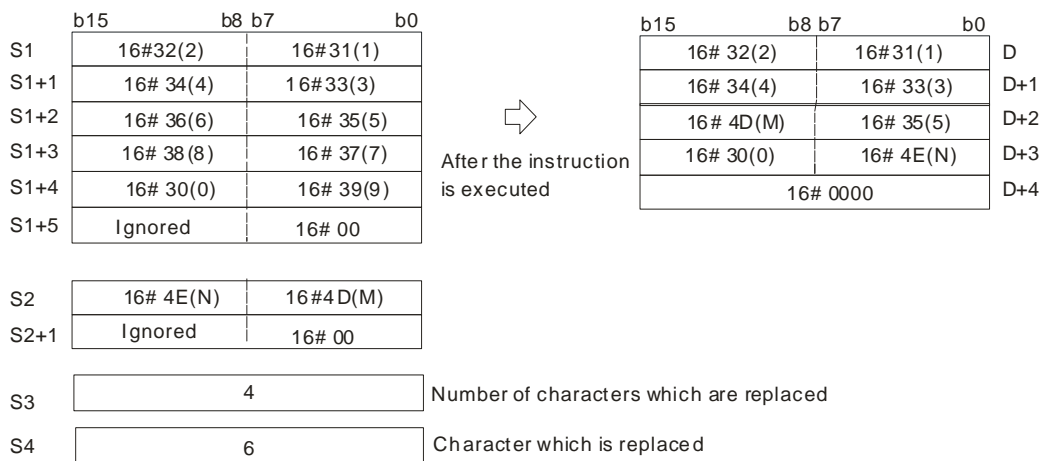 b15 b8 b7 b0
S1 16#32(2) 16#31(1)
S1+1 16# 34(4) 16#33(3)
S1+2 16# 36(6) 16# 35(5)
S1+3 16# 38(8) 16# 37(7)
S1+4 16# 30(0) 16# 39(9)
S1+5 Ignored 16# 00
After the instruction
is executed
b15 b8 b7 b0
16# 32(2) 16#31(1) D
16# 34(4) 16# 33(3) D+1
16# 4D(M) 16# 35(5) D+2
16# 30(0) 16# 4E(N) D+3
16# 0000 D+4
S2 16# 4E(N) 16#4D(M)
S2+1 Ignored 16# 00
S3 4 Number of characters which are replaced
S4 6 Character which is replaced